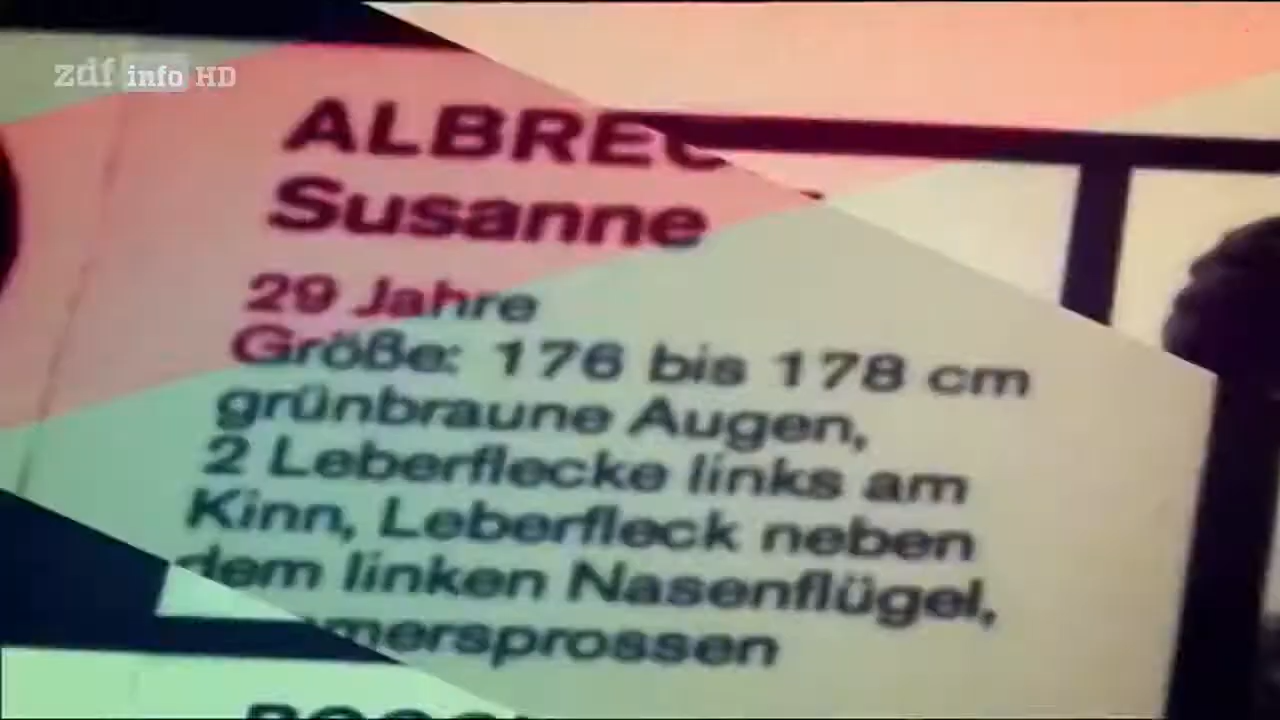 zdf info HD
ALBREC
Susanne
29 Jahre
Größe: 176 bis 178 cm
grünbraune Augen,
2 Leberflecke links am
Kinn, Leberfleck neben
dem linken Nasenflügel,
mersprossen